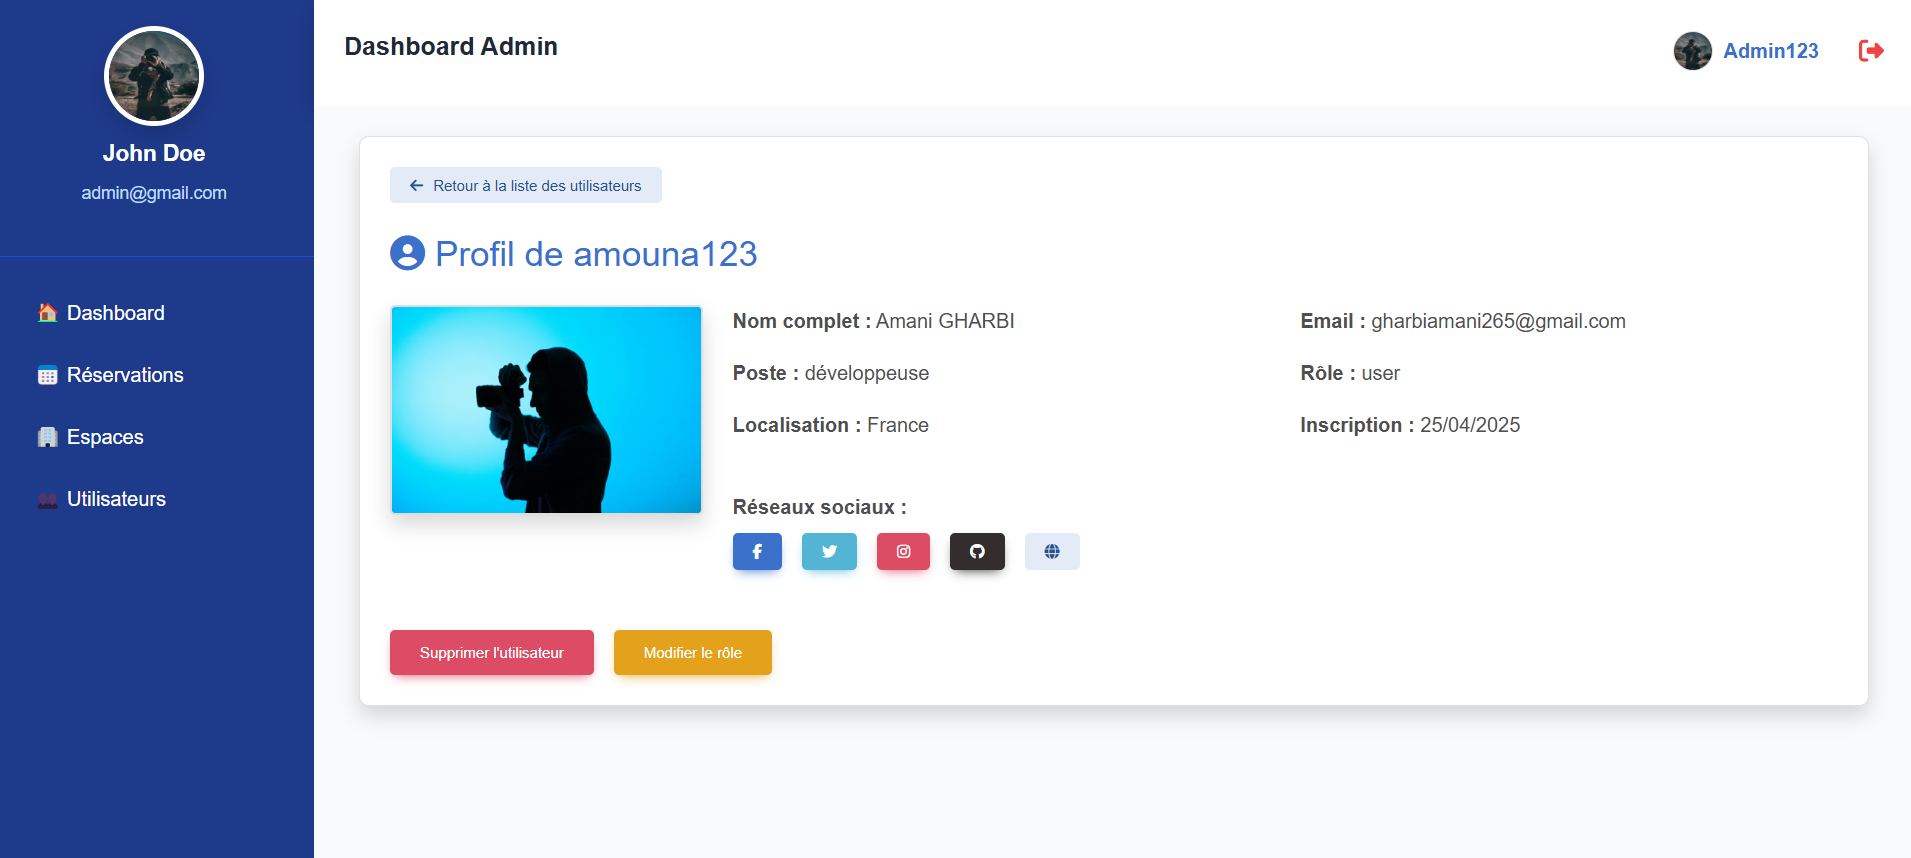 John Doe
admin@gmail.com
Dashboard
Réservations
Espaces
Utilisateurs
Dashboard Admin
Admin123
Retour à la liste des utilisateurs
Profil de amouna123
Nom complet : Amani GHARBI
Email : gharbiamani265@gmail.com
Poste : développeuse
Rôle : user
Localisation : France
Inscription : 25/04/2025
Réseaux sociaux :
Supprimer l'utilisateur
Modifier le rôle